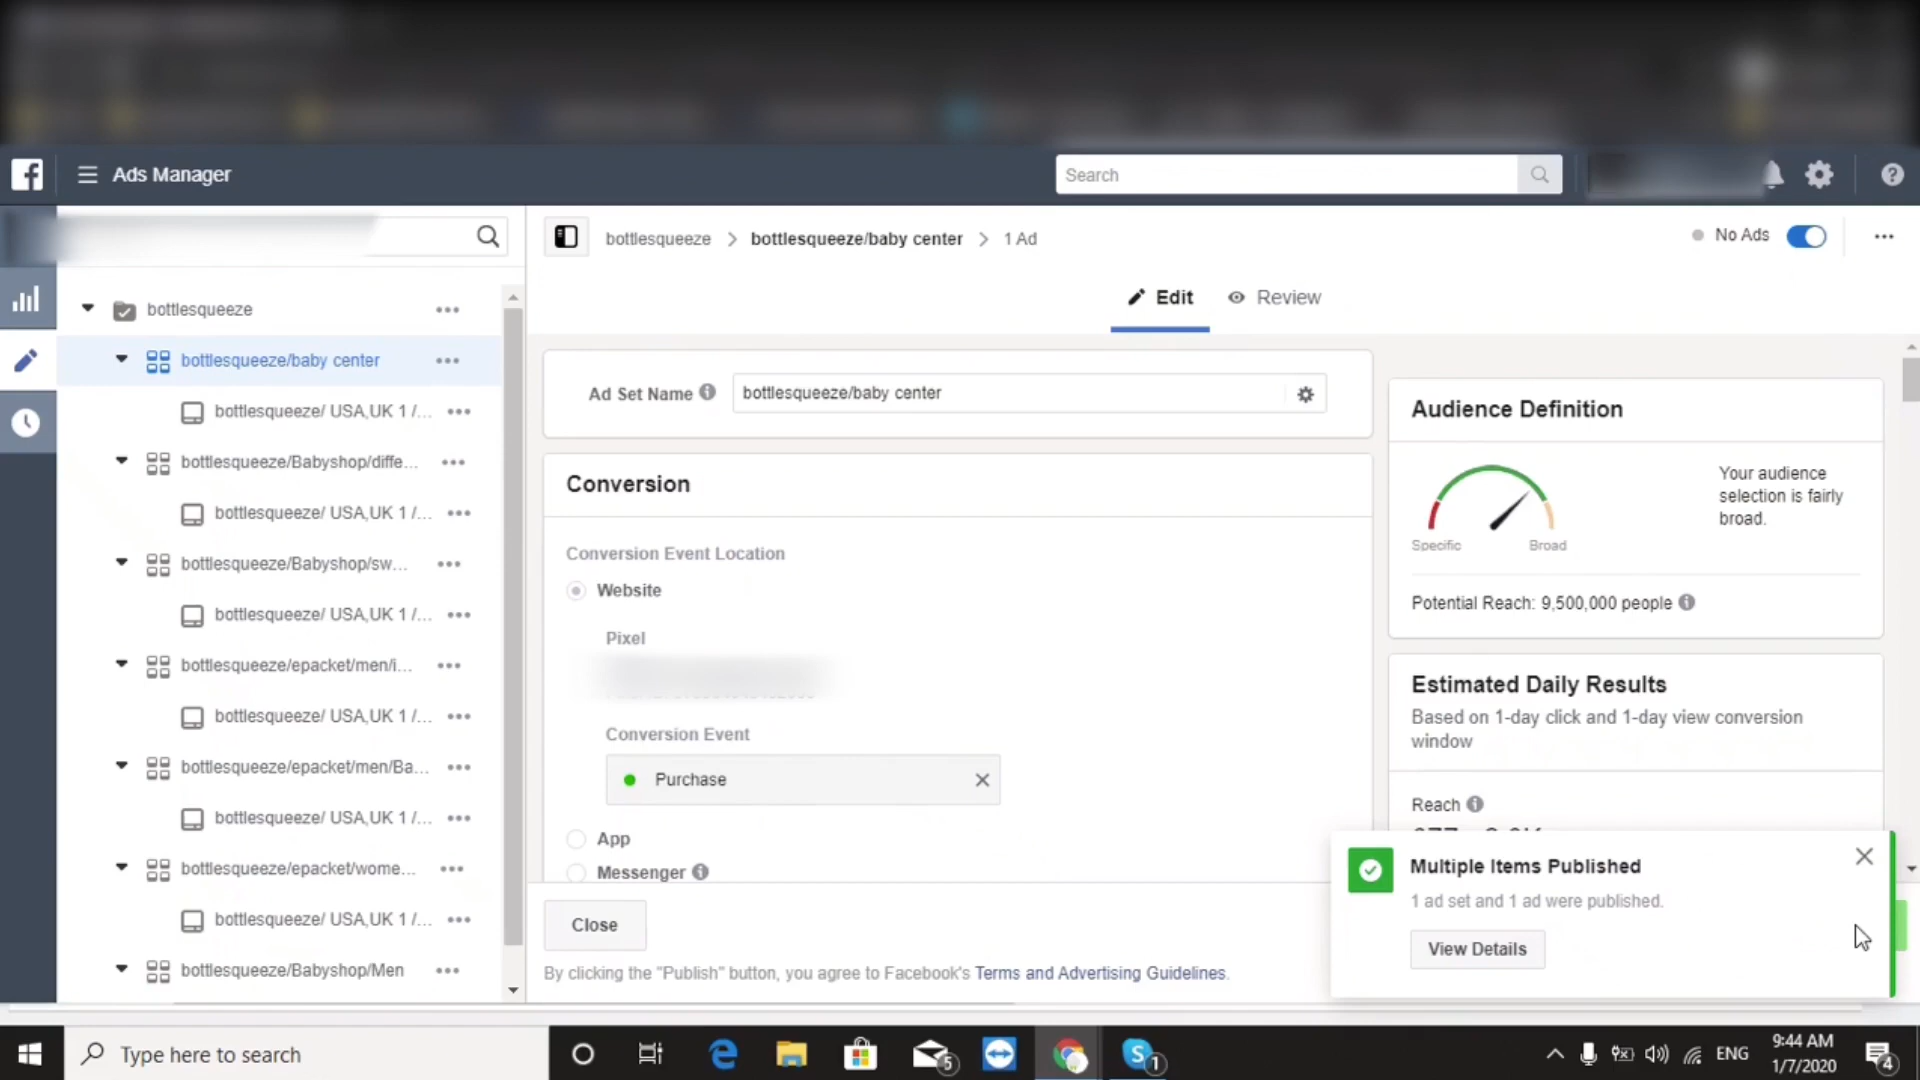 Ads Manager
Search
bottlesqueeze
bottlesqueeze/baby center
bottlesqueeze/ USA,UK 1 /...
bottlesqueeze/Babyshop/diffe...
bottlesqueeze/ USA,UK 1 /...
bottlesqueeze/Babyshop/sw...
bottlesqueeze/ USA,UK 1 /...
bottlesqueeze/epacket/men/i...
bottlesqueeze/ USA,UK 1 /...
bottlesqueeze/epacket/men/Ba...
bottlesqueeze/ USA,UK 1 /...
bottlesqueeze/epacket/wome...
bottlesqueeze/ USA,UK 1 /...
bottlesqueeze/Babyshop/Men
bottlesqueeze > bottlesqueeze/baby center > 1 Ad
No Ads
Edit
Review
Ad Set Name
bottlesqueeze/baby center
Conversion
Conversion Event Location
Website
Pixel
Conversion Event
Purchase
App
Messenger
Close
By clicking the "Publish" button, you agree to Facebook's Terms and Advertising Guidelines.
Audience Definition
Your audience
selection is fairly
broad.
Specific
Broad
Potential Reach: 9,500,000 people
Estimated Daily Results
Based on 1-day click and 1-day view conversion
window
Reach
Multiple Items Published
1 ad set and 1 ad were published.
View Details
Type here to search
5
1
ENG
9:44 AM
1/7/2020
4